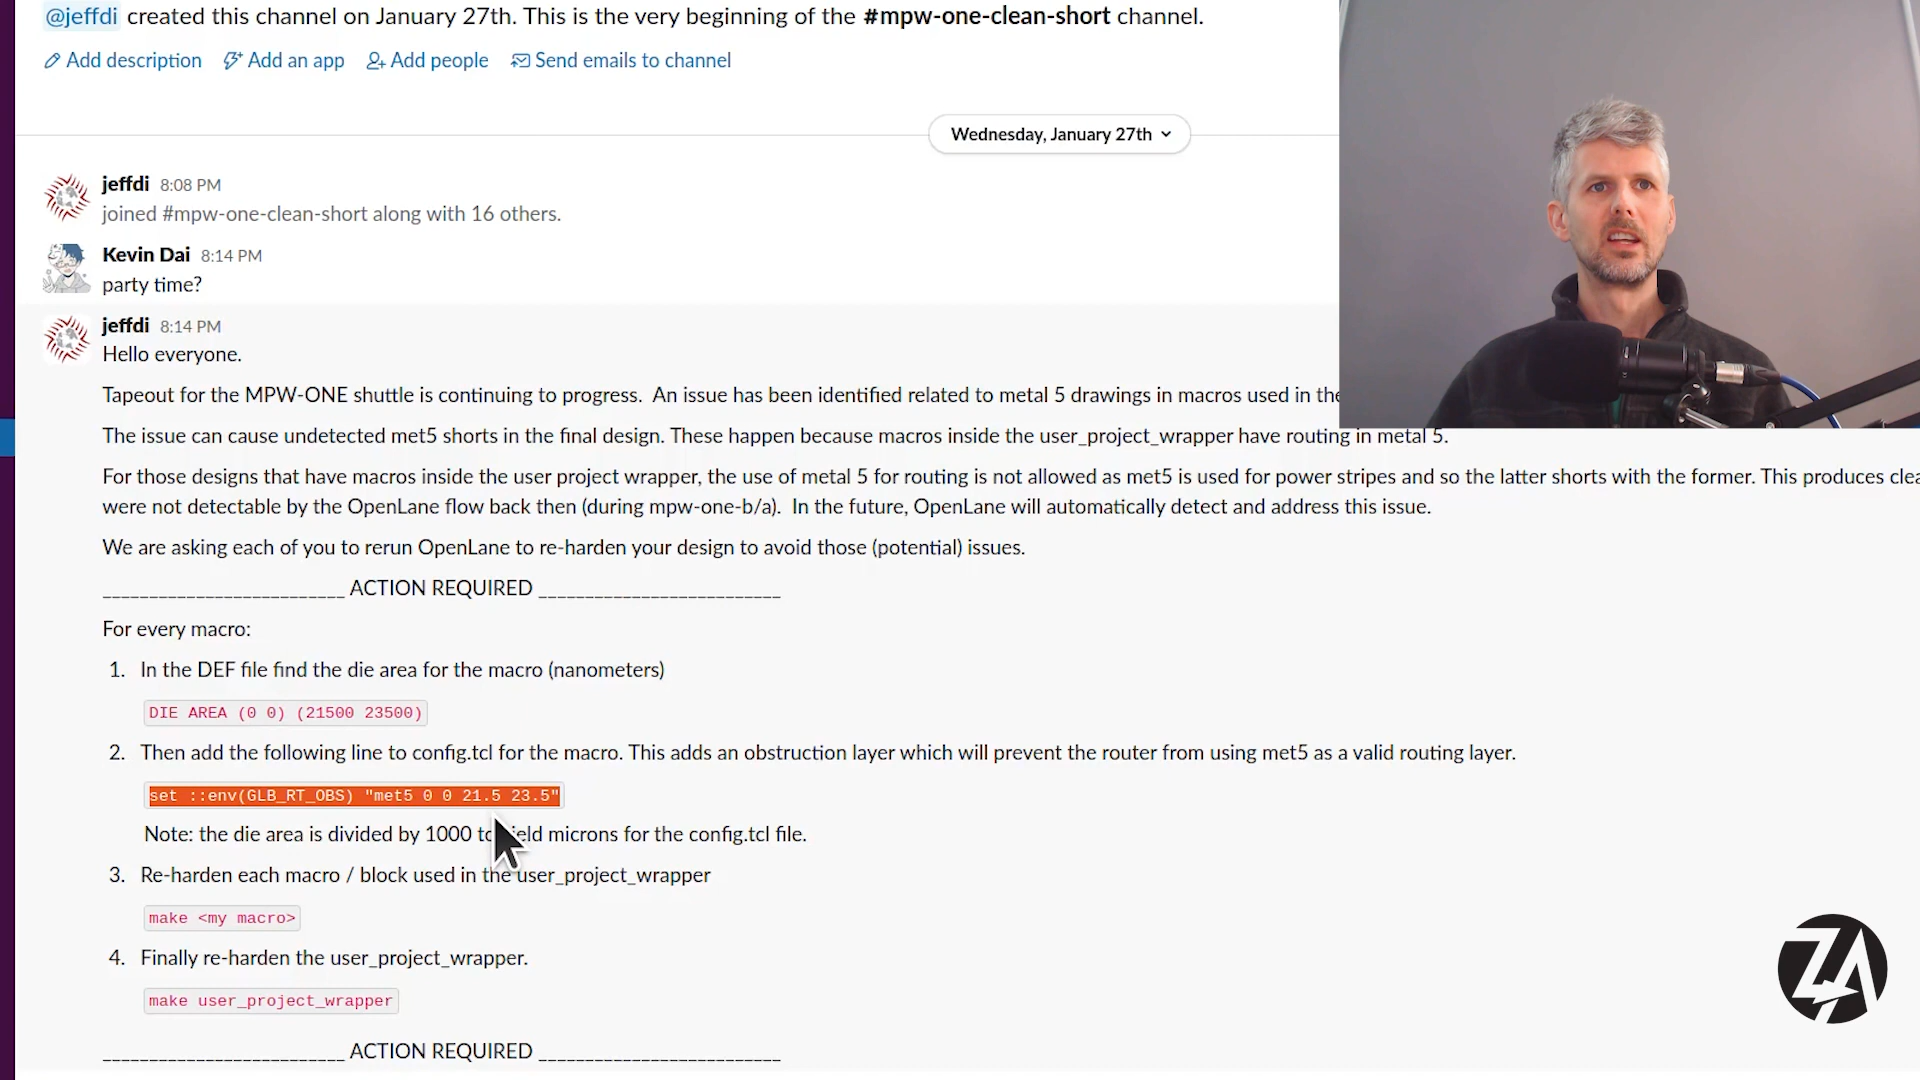 @jeffdi created this channel on January 27th. This is the very beginning of the #mpw-one-clean-short channel.
Add description Add an app Add people Send emails to channel
Wednesday, January 27th
jeffdi 8:08 PM
joined #mpw-one-clean-short along with 16 others.
Kevin Dai 8:14 PM
party time?
jeffdi 8:14 PM
Hello everyone.
Tapeout for the MPW-ONE shuttle is continuing to progress. An issue has been identified related to metal 5 drawings in macros used in the
The issue can cause undetected met5 shorts in the final design. These happen because macros inside the user_project_wrapper have routing in metal 5.
For those designs that have macros inside the user project wrapper, the use of metal 5 for routing is not allowed as met5 is used for power stripes and so the latter shorts with the former. This produces
were not detectable by the OpenLane flow back then (during mpw-one-b/a). In the future, OpenLane will automatically detect and address this issue.
We are asking each of you to rerun OpenLane to re-harden your design to avoid those (potential) issues.
__________________________ ACTION REQUIRED __________________________
For every macro:
1. In the DEF file find the die area for the macro (nanometers)
DIE AREA (0 0) (21500 23500)
2. Then add the following line to config.tcl for the macro. This adds an obstruction layer which will prevent the router from using met5 as a valid routing layer.
set ::env(GLB_RT_OBS) "met5 0 0 21.5 23.5"
Note: the die area is divided by 1000 to yield microns for the config.tcl file.
3. Re-harden each macro / block used in the user_project_wrapper
make <my macro>
4. Finally re-harden the user_project_wrapper.
make user_project_wrapper
__________________________ ACTION REQUIRED __________________________
ZA